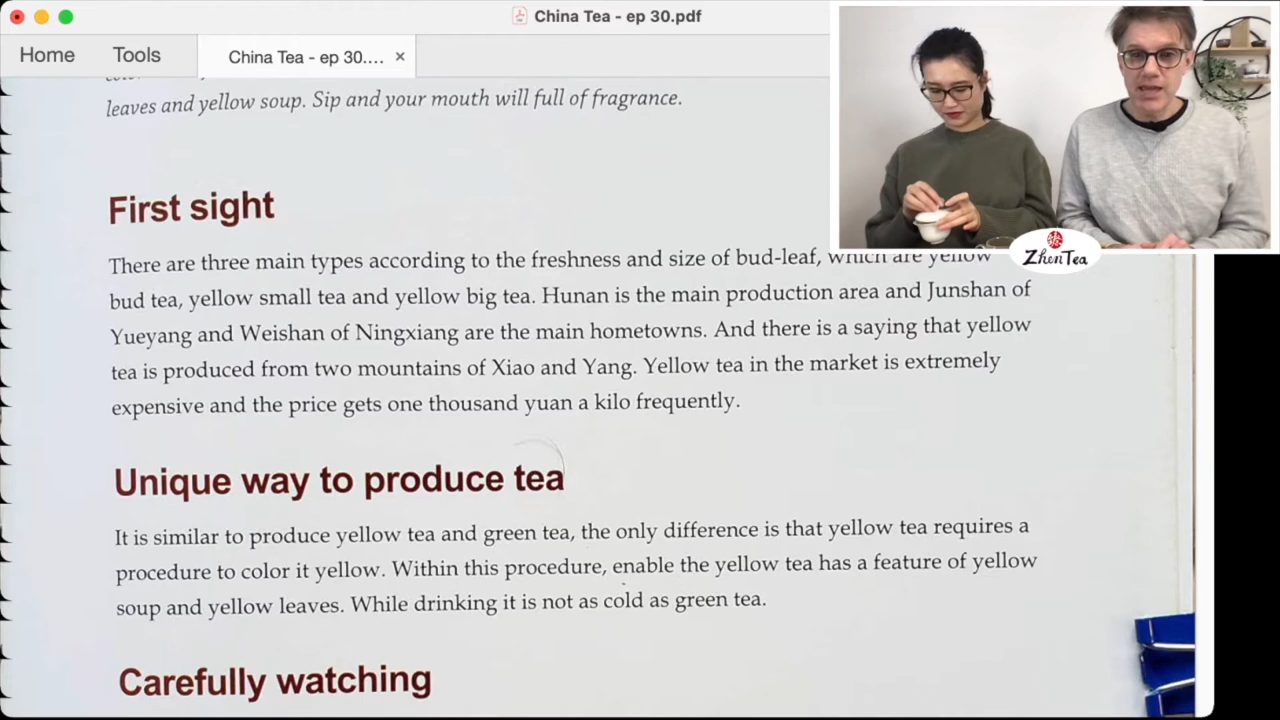 China Tea - ep 30.pdf
Home
Tools
China Tea - ep 30....
leaves and yellow soup. Sip and your mouth will full of fragrance.
First sight
There are three main types according to the freshness and size of bud-leaf, which are yellow
bud tea, yellow small tea and yellow big tea. Hunan is the main production area and Junshan of
Yueyang and Weishan of Ningxiang are the main hometowns. And there is a saying that yellow
tea is produced from two mountains of Xiao and Yang. Yellow tea in the market is extremely
expensive and the price gets one thousand yuan a kilo frequently.
Unique way to produce tea
It is similar to produce yellow tea and green tea, the only difference is that yellow tea requires a
procedure to color it yellow. Within this procedure, enable the yellow tea has a feature of yellow
soup and yellow leaves. While drinking it is not as cold as green tea.
Carefully watching
ZhenTea